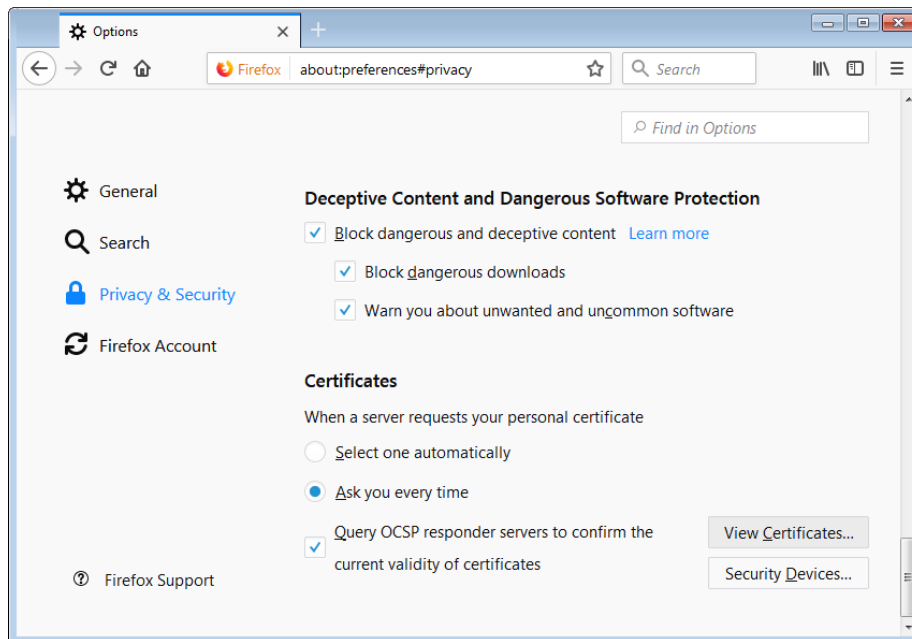 Options
Firefox about:preferences#privacy Search
Find in Options
General
Search
Privacy & Security
Firefox Account
Firefox Support
Deceptive Content and Dangerous Software Protection
Block dangerous and deceptive content Learn more
Block dangerous downloads
Warn you about unwanted and uncommon software
Certificates
When a server requests your personal certificate
Select one automatically
Ask you every time
Query OCSP responder servers to confirm the
current validity of certificates
View Certificates...
Security Devices...